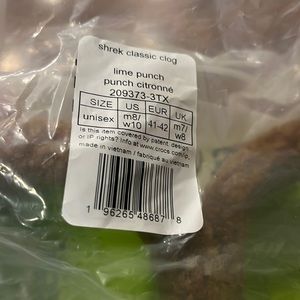 shrek classic clog
lime punch
punch citronné
209373-3TX
SIZE US EUR UK
unisex m8/w10 41-42 m7/w8
Is this item covered by patent, design
or IP rights? Info at www.crocs.com/ip.
made in vietnam / fabriqué au vietnam
1 96265 48687 8